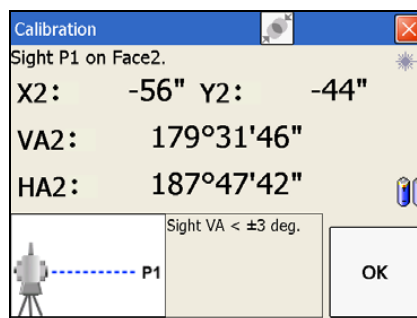 Calibration
Sight P1 on Face2.
X2: -56" Y2: -44"
VA2: 179°31'46"
HA2: 187°47'42"
Sight VA < ±3 deg.
P1
OK